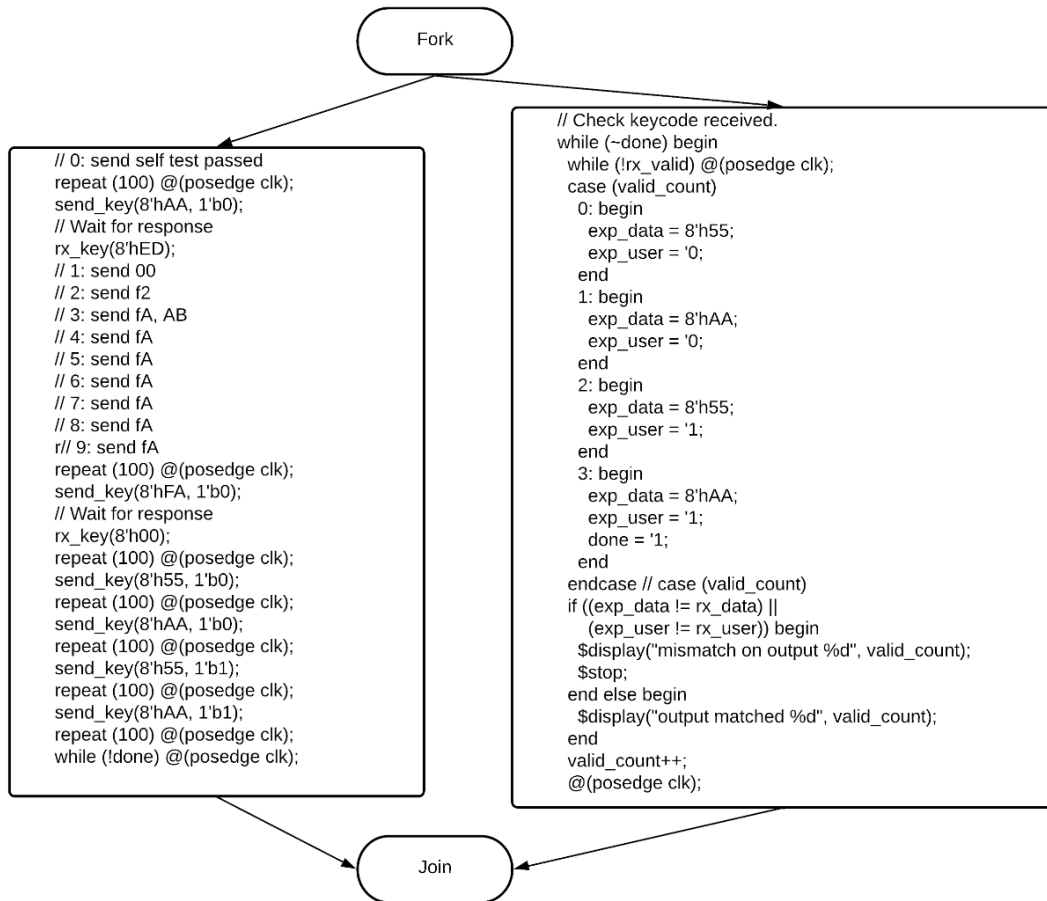 Fork
// 0: send self test passed
repeat (100) @(posedge clk);
send_key(8'hAA, 1'b0);
// Wait for response
rx_key(8'hED);
// 1: send 00
// 2: send f2
// 3: send fA, AB
// 4: send fA
// 5: send fA
// 6: send fA
// 7: send fA
// 8: send fA
r// 9: send fA
repeat (100) @(posedge clk);
send_key(8'hFA, 1'b0);
// Wait for response
rx_key(8'h00);
repeat (100) @(posedge clk);
send_key(8'h55, 1'b0);
repeat (100) @(posedge clk);
send_key(8'hAA, 1'b0);
repeat (100) @(posedge clk);
send_key(8'h55, 1'b1);
repeat (100) @(posedge clk);
send_key(8'hAA, 1'b1);
repeat (100) @(posedge clk);
while (!done) @(posedge clk);
// Check keycode received.
while (~done) begin
while (!rx_valid) @(posedge clk);
case (valid_count)
0: begin
exp_data = 8'h55;
exp_user = '0;
end
1: begin
exp_data = 8'hAA;
exp_user = '0;
end
2: begin
exp_data = 8'h55;
exp_user = '1;
end
3: begin
exp_data = 8'hAA;
exp_user = '1;
done = '1;
end
endcase // case (valid_count)
if ((exp_data != rx_data) ||
(exp_user != rx_user)) begin
$display("mismatch on output %d", valid_count);
$stop;
end else begin
$display("output matched %d", valid_count);
end
valid_count++;
@(posedge clk);
Join